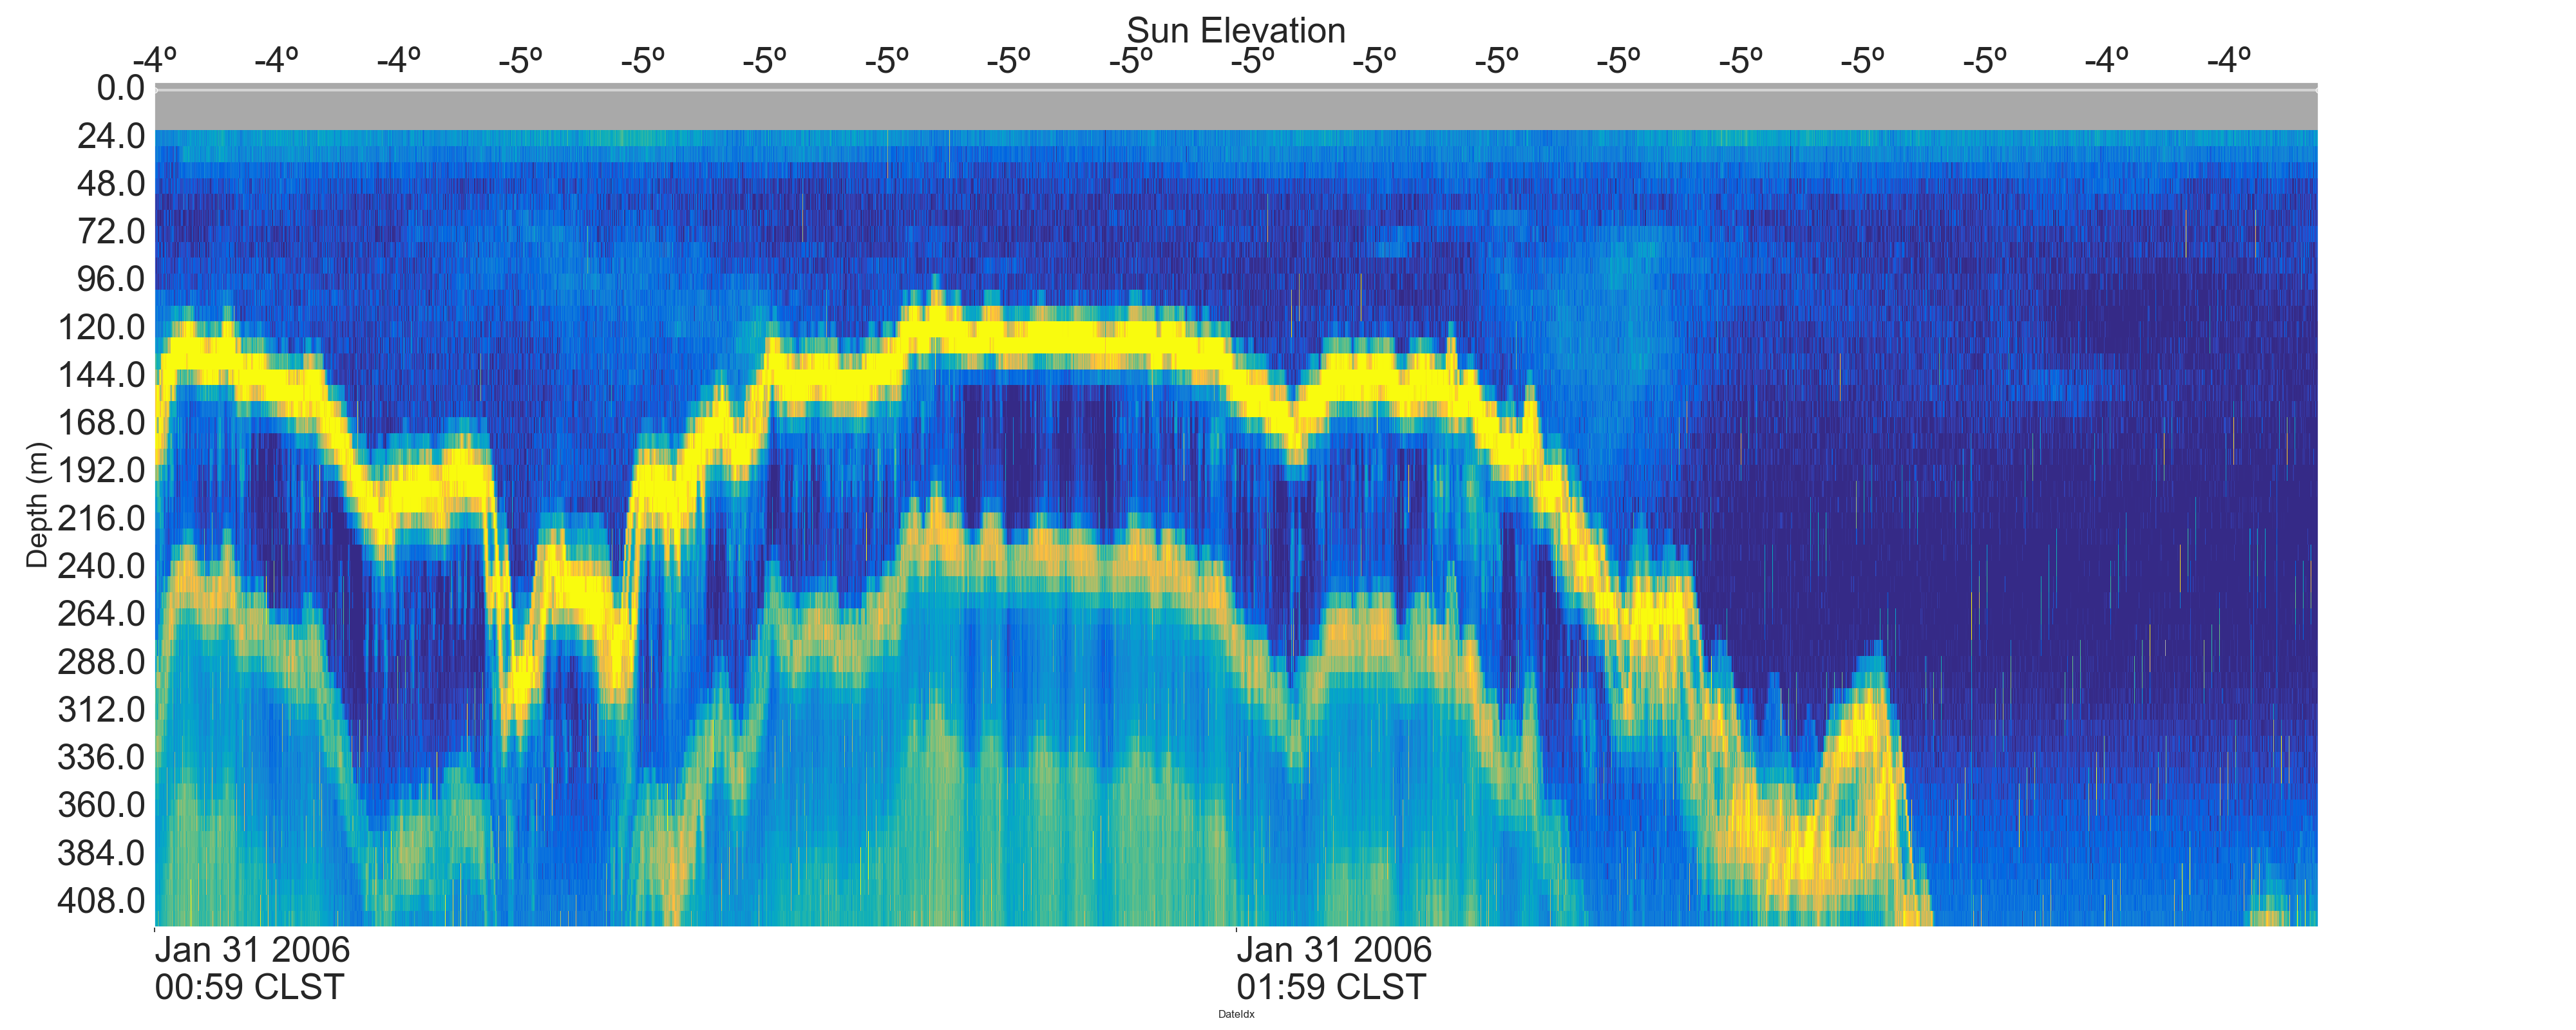 Sun Elevation
-4º -4º -4º -5º -5º -5º -5º -5º -5º -5º -5º -5º -5º -5º -5º -5º -4º -4º
0.0
24.0
48.0
72.0
96.0
120.0
144.0
168.0
192.0
216.0
240.0
264.0
288.0
312.0
336.0
360.0
384.0
408.0
Depth (m)
Jan 31 2006
00:59 CLST
Jan 31 2006
01:59 CLST
DateIdx